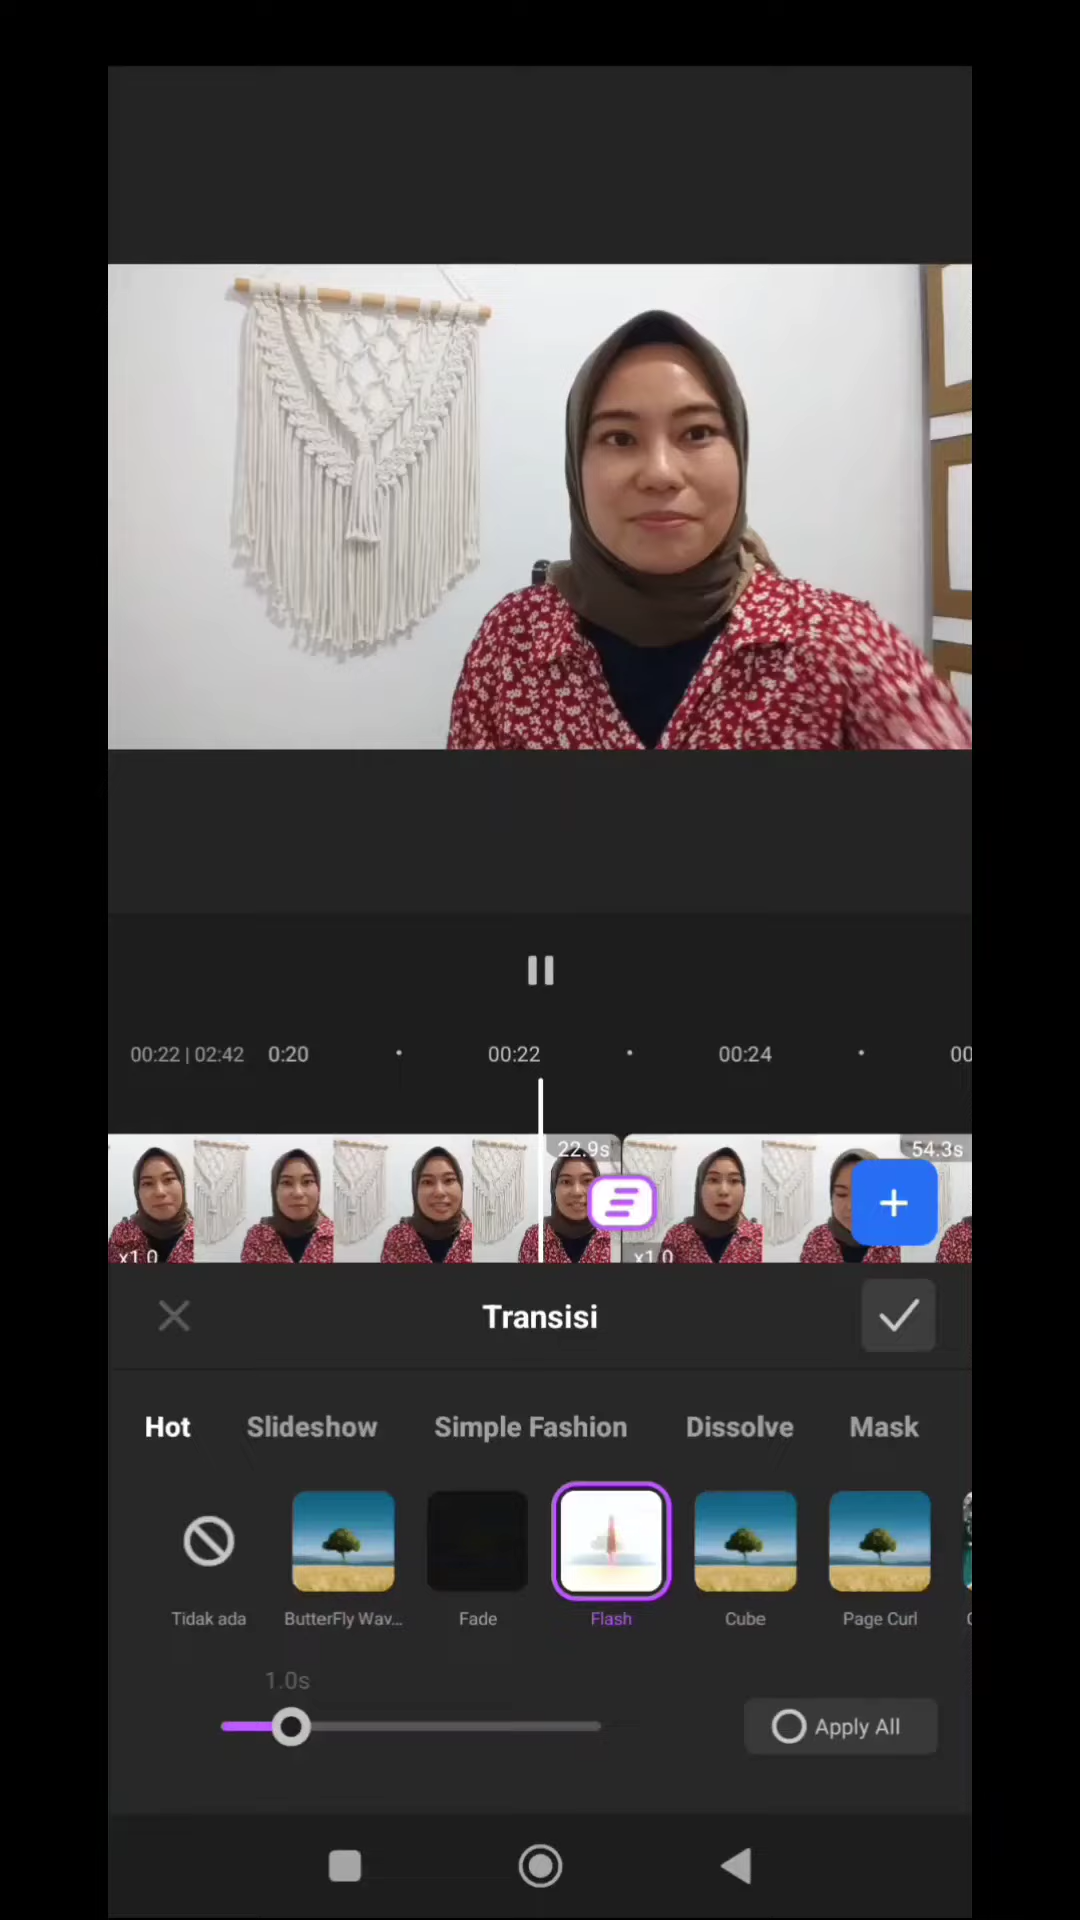 00:22 | 02:42 0:20 00:22 00:24 00
22.9s 54.3s
x1.0 x1.0
Transisi
Hot Slideshow Simple Fashion Dissolve Mask
Tidak ada ButterFly Wav... Fade Flash Cube Page Curl
1.0s
Apply All